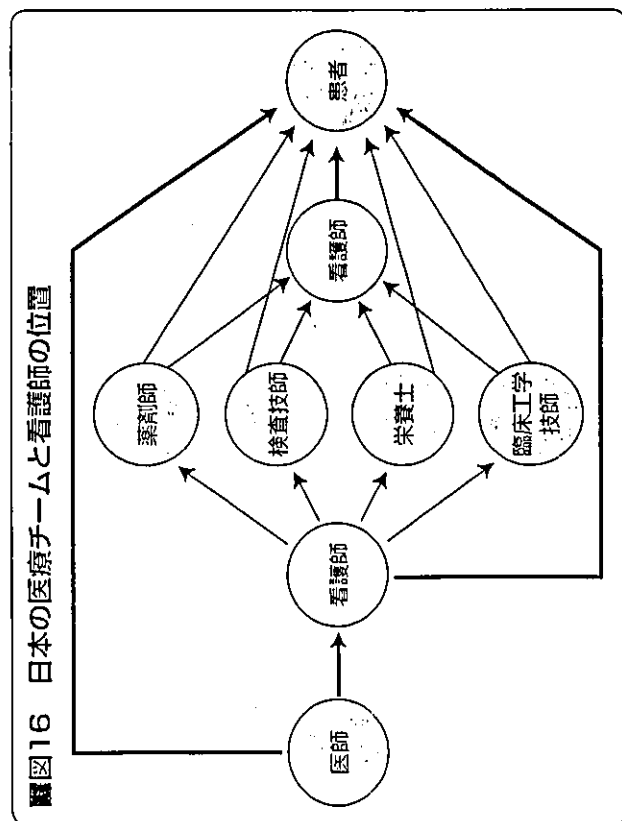 図16 日本の医療チームと看護師の位置
医師
看護師
薬剤師
検査技師
栄養士
臨床工学
技師
看護師
患者